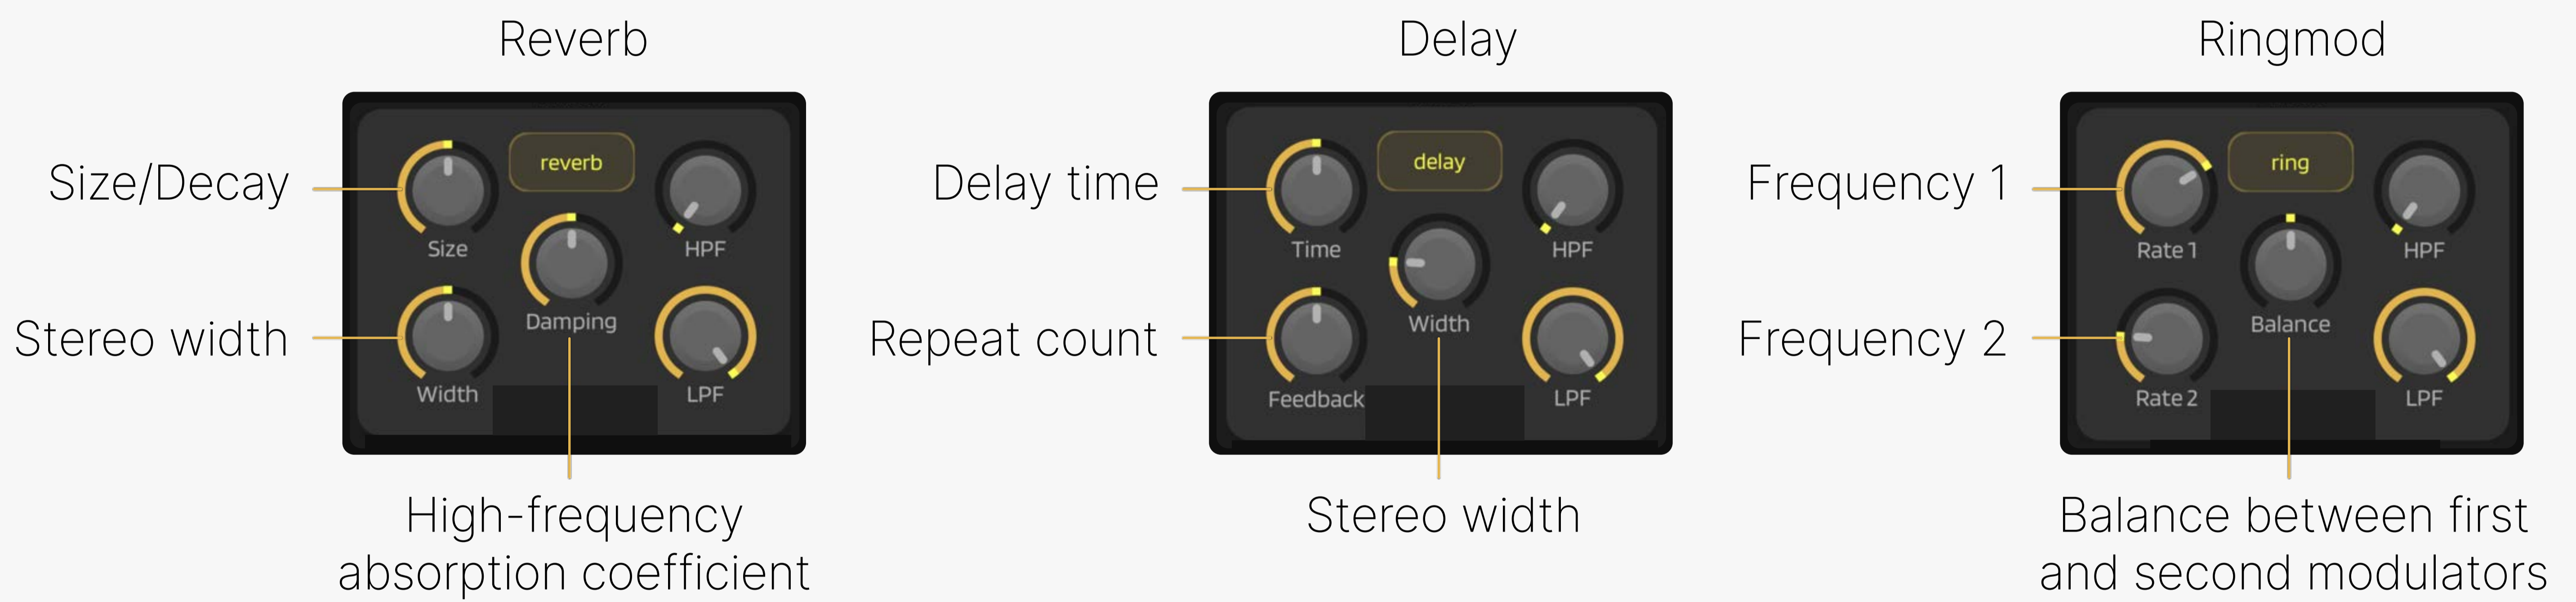 Reverb
Size/Decay
Stereo width
reverb
Size
HPF
Damping
Width
LPF
High-frequency
absorption coefficient
Delay
Delay time
Repeat count
delay
Time
HPF
Width
Feedback
LPF
Stereo width
Ringmod
Frequency 1
Frequency 2
ring
Rate 1
HPF
Balance
Rate 2
LPF
Balance between first
and second modulators